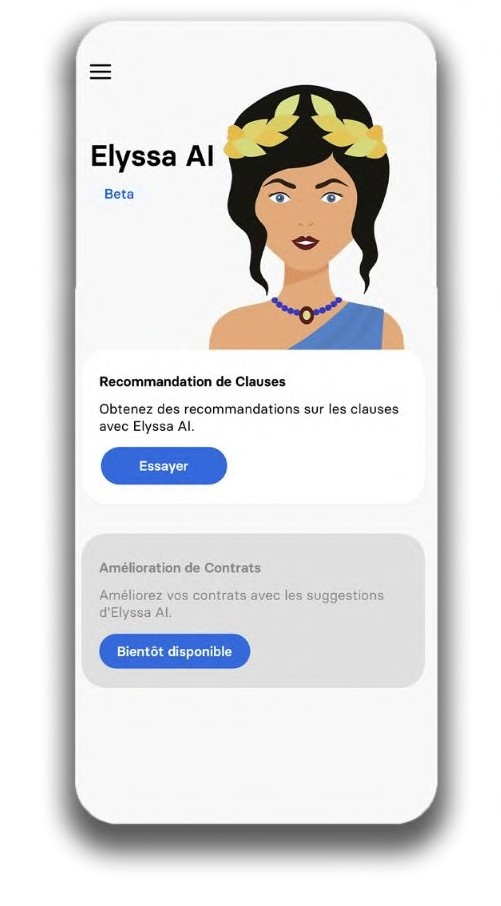 Elyssa AI
Beta
Recommandation de Clauses
Obtenez des recommandations sur les clauses
avec Elyssa AI.
Essayer
Amélioration de Contrats
Améliorez vos contrats avec les suggestions
d'Elyssa AI.
Bientôt disponible